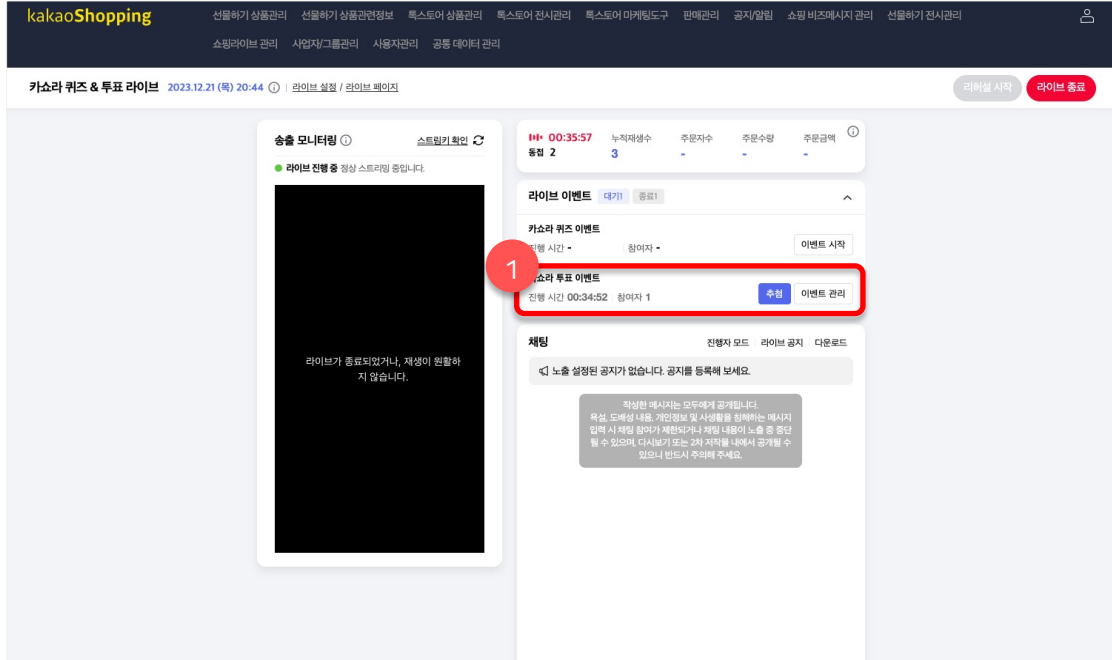 kakaoShopping
선물하기 상품관리 선물하기 상품관련정보 톡스토어 상품관리 톡스토어 전시관리 톡스토어 마케팅도구 판매관리 공지/알림 쇼핑 비즈메시지 관리 선물하기 전시관리
쇼핑라이브 관리 사업자/그룹관리 사용자관리 공통 데이터 관리
카쇼라 퀴즈 & 투표 라이브 2023.12.21 (목) 20:44 라이브 설정 / 라이브 페이지
리허설 시작 라이브 종료
송출 모니터링 스트림키 확인
라이브 진행 중 정상 스트리밍 중입니다.
라이브가 종료되었거나, 재생이 원활하
지 않습니다.
00:35:57 누적재생수 주문자수 주문수량 주문금액
동접 2 3 - - -
라이브 이벤트 대기1 종료1
카쇼라 퀴즈 이벤트
진행 시간 - 참여자 - 이벤트 시작
1
투표 이벤트
진행 시간 00:34:52 참여자 1 추첨 이벤트 관리
채팅 진행자 모드 라이브 공지 다운로드
노출 설정된 공지가 없습니다. 공지를 등록해 보세요.
작성한 메시지는 모두에게 공개됩니다.
욕설, 도배성 내용, 개인정보 및 사생활을 침해하는 메시지
입력 시 채팅 참여가 제한되거나 채팅 내용이 노출 중 중단
될 수 있으며, 다시보기 또는 2차 저작물 내에서 공개될 수
있으니 반드시 주의해 주세요.